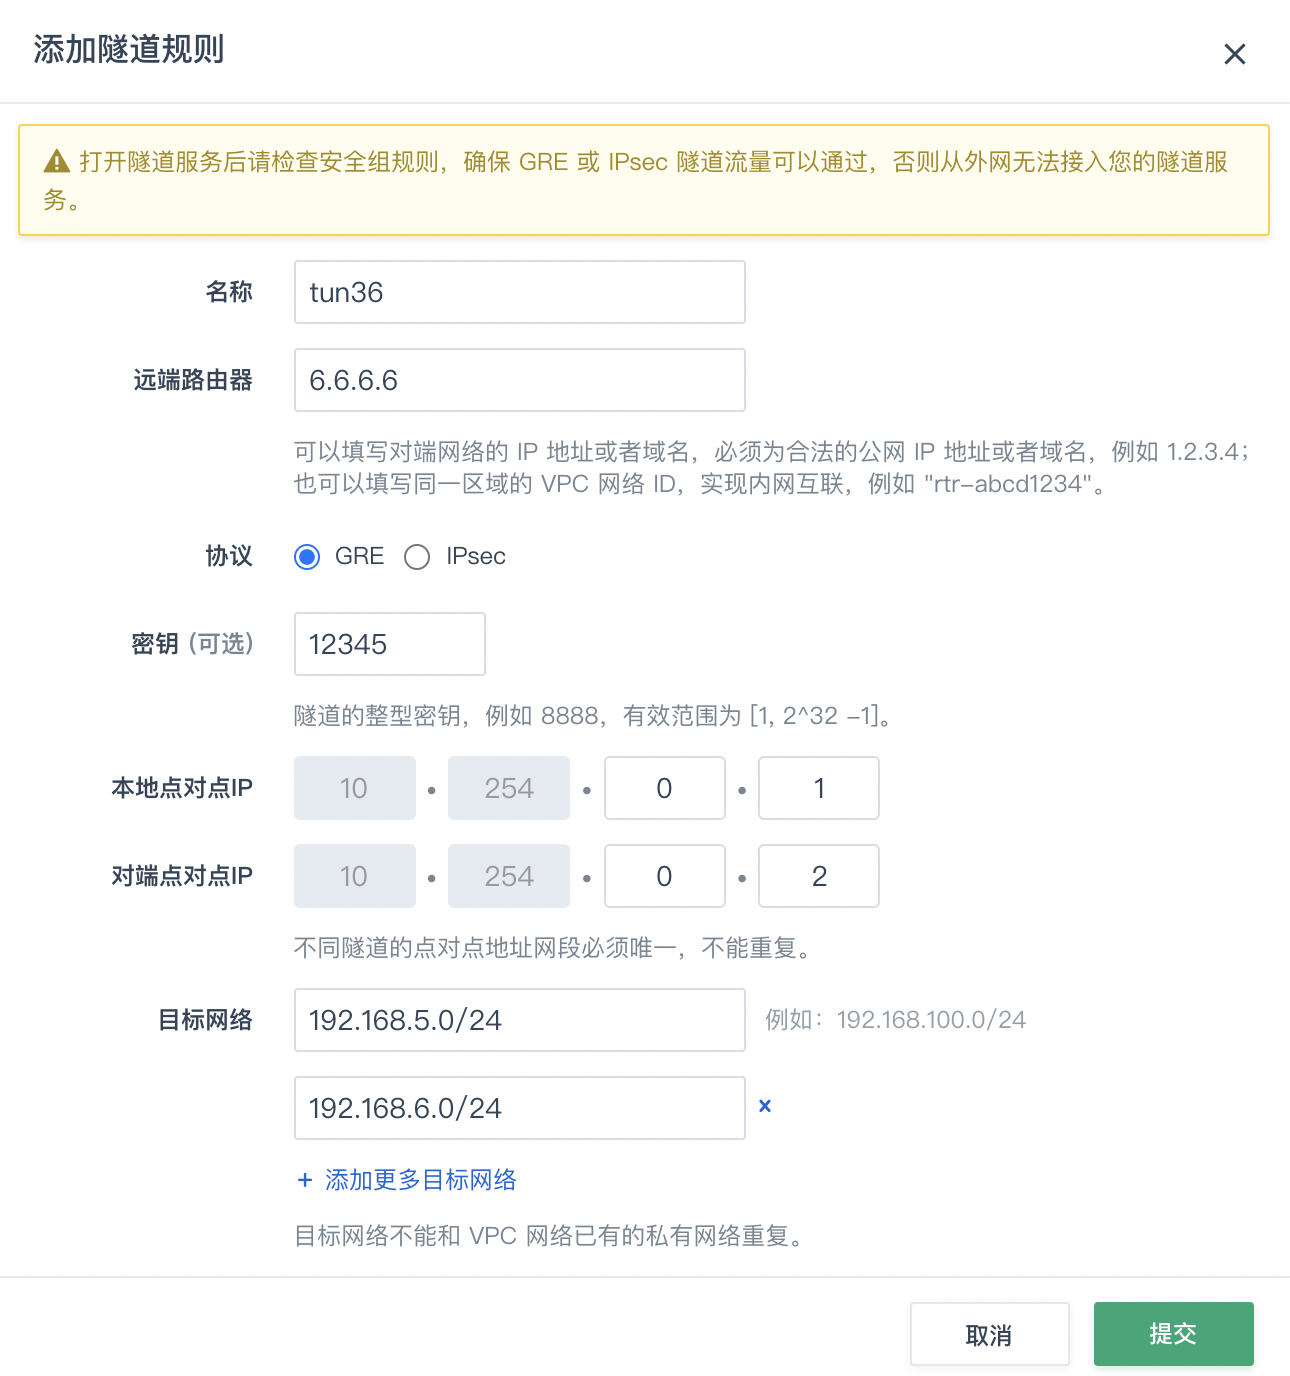 添加隧道规则
打开隧道服务后请检查安全组规则，确保 GRE 或 IPsec 隧道流量可以通过，否则从外网无法接入您的隧道服
务。
名称 tun36
远端路由器 6.6.6.6
可以填写对端网络的 IP 地址或者域名，必须为合法的公网 IP 地址或者域名，例如 1.2.3.4；
也可以填写同一区域的 VPC 网络 ID，实现内网互联，例如 "rtr-abcd1234"。
协议 GRE IPsec
密钥 (可选) 12345
隧道的整型密钥，例如 8888，有效范围为 [1, 2^32 -1]。
本地点对点IP 10 • 254 • 0 • 1
对端点对点IP 10 • 254 • 0 • 2
不同隧道的点对点地址网段必须唯一，不能重复。
目标网络 192.168.5.0/24 例如：192.168.100.0/24
192.168.6.0/24 x
+ 添加更多目标网络
目标网络不能和 VPC 网络已有的私有网络重复。
取消 提交